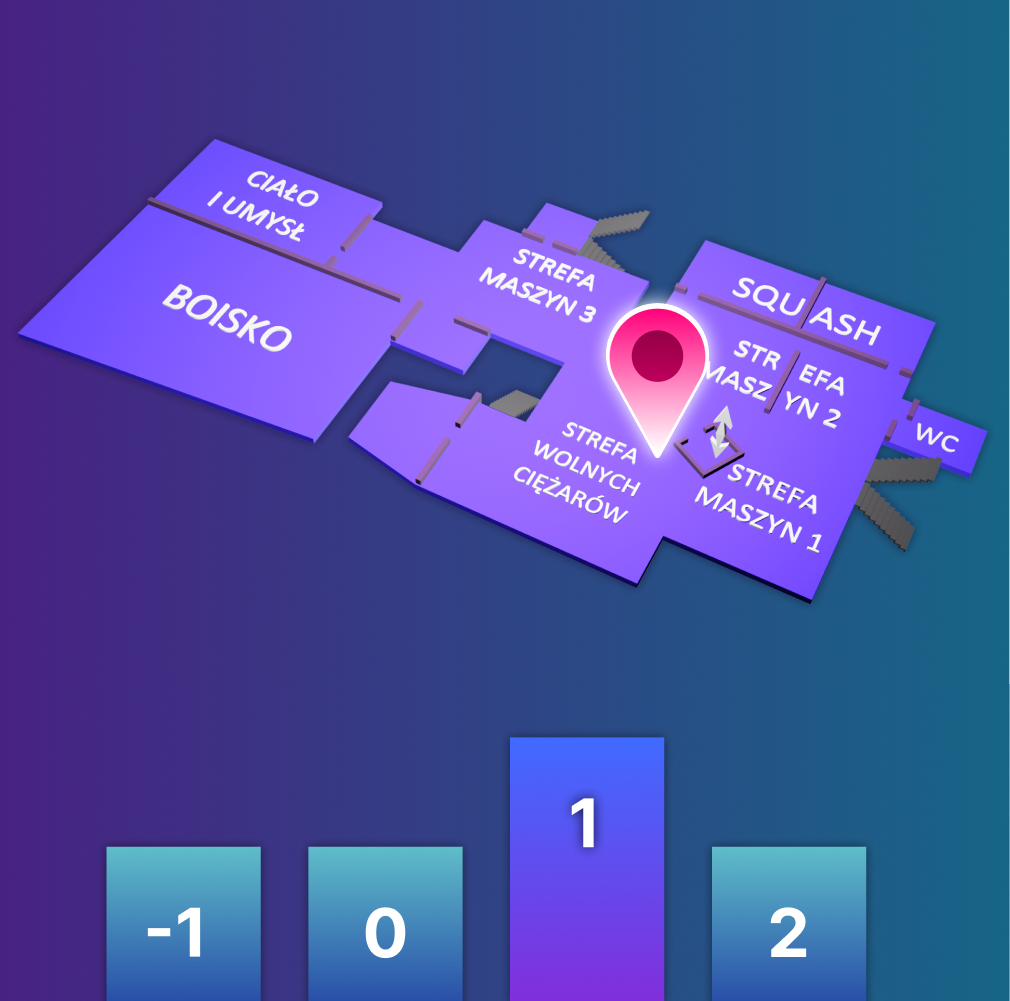 CIAŁO
I UMYSŁ
BOISKO
STREFA
MASZYN 3
SQUASH
STREFA
MASZYN 2
WC
STREFA
WOLNYCH
CIĘŻARÓW
STREFA
MASZYN 1
-1
0
1
2